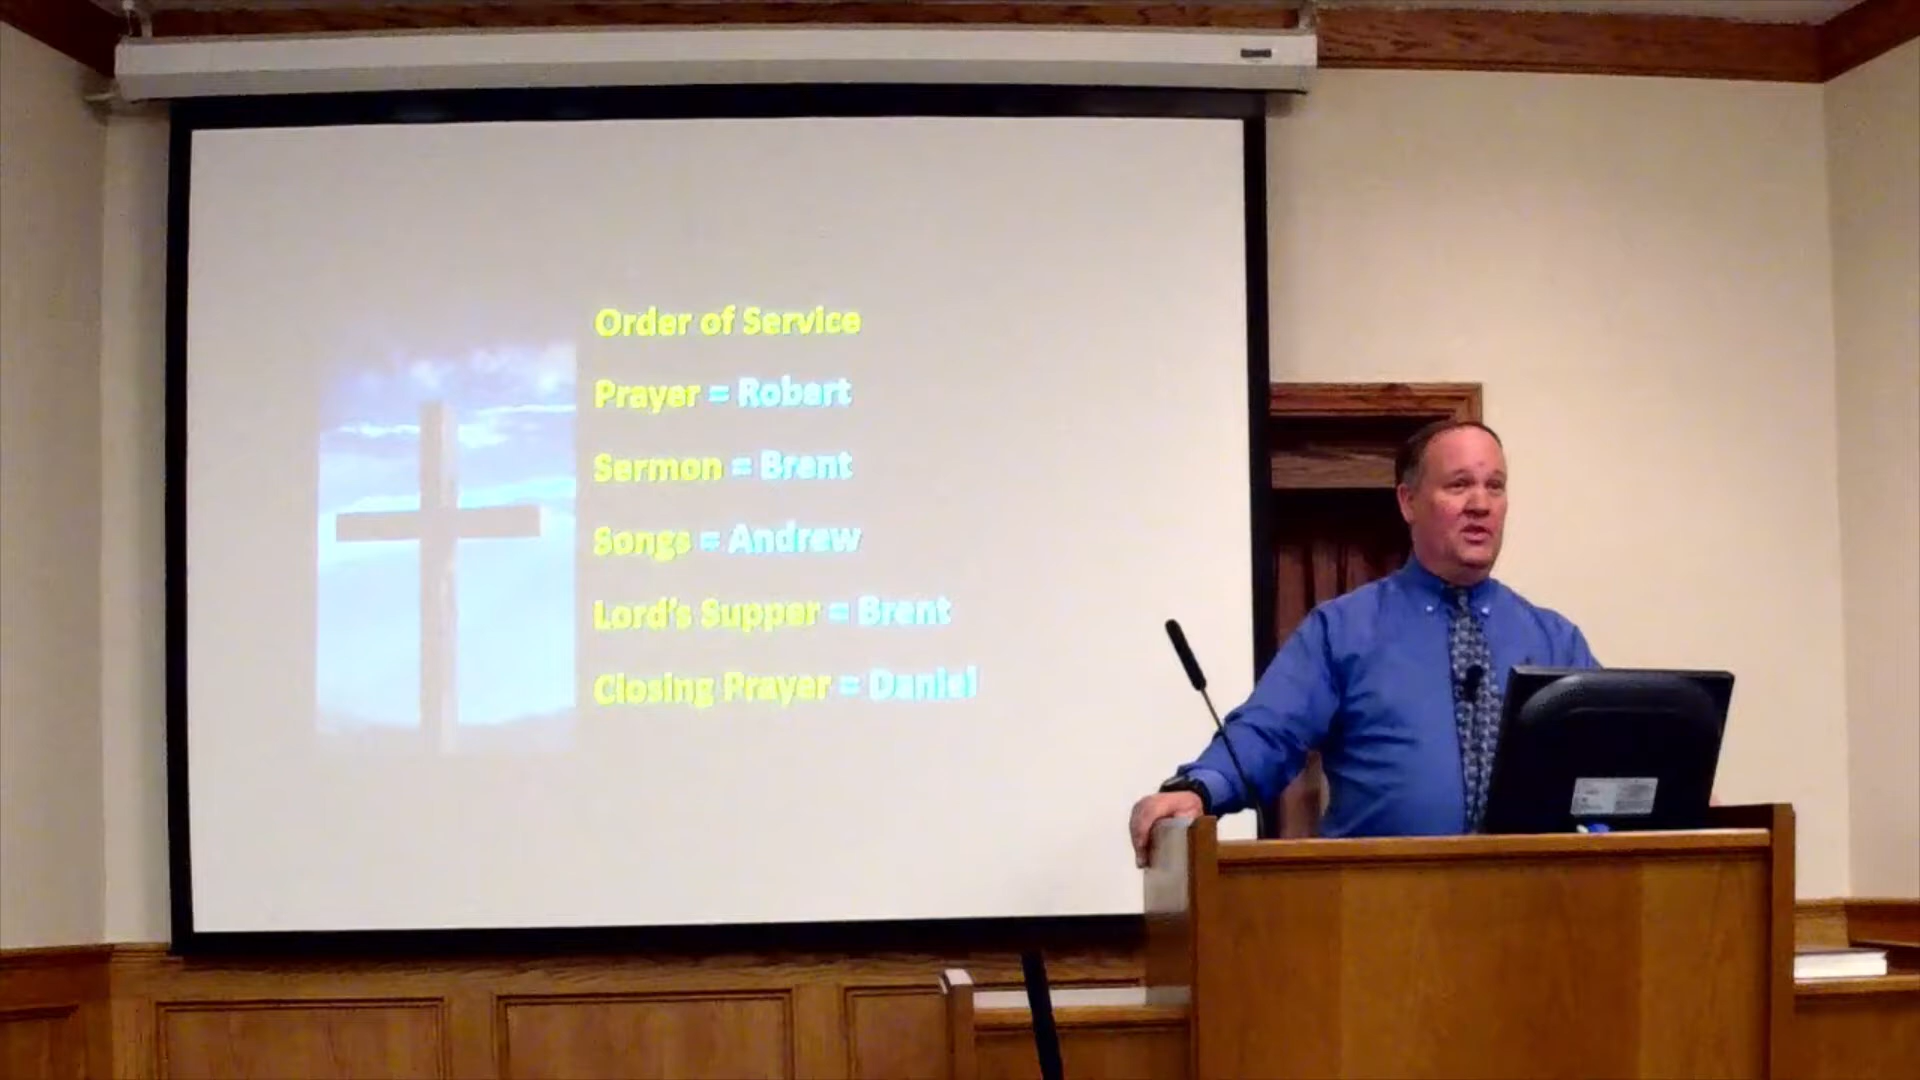 Order of Service
Prayer = Robert
Sermon = Brent
Songs = Andrew
Lord's Supper = Brent
Closing Prayer = Daniel